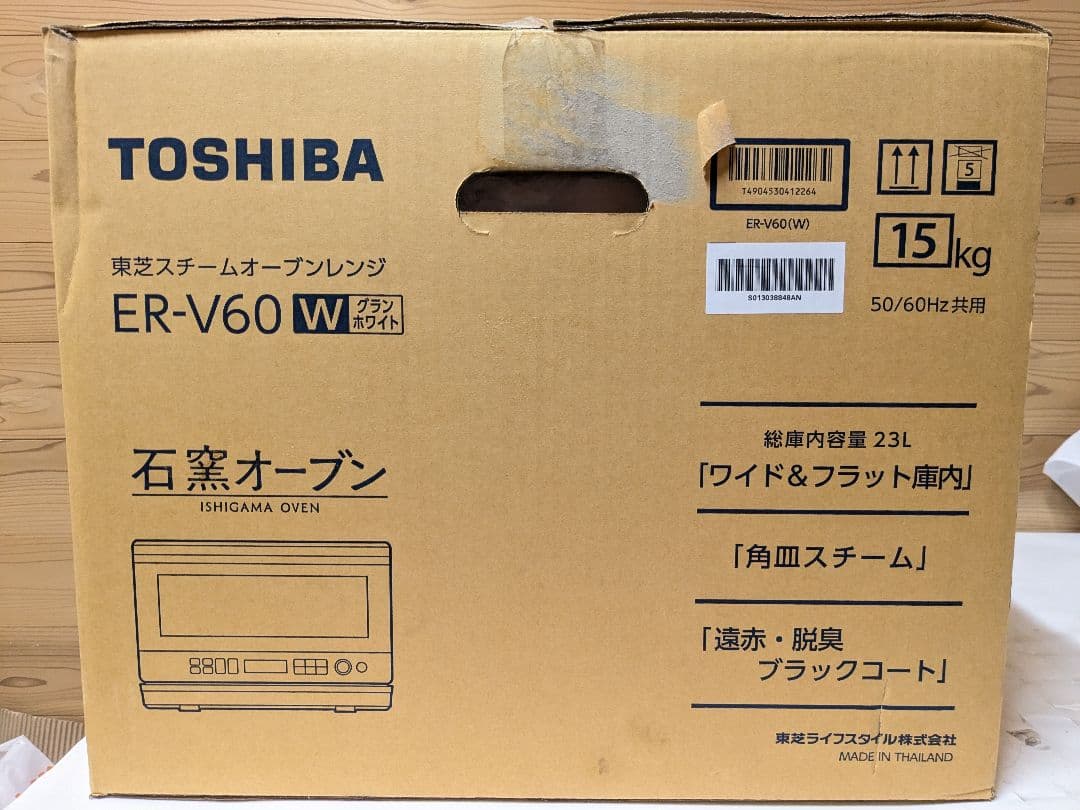 TOSHIBA
東芝スチームオーブンレンジ
ER-V60 W グラン
ホワイト
石窯オーブン
ISHIGAMA OVEN
T4904530412264
ER-V60(W)
S013038848AN
5
15kg
50/60Hz共用
総庫内容量 23L
「ワイド&フラット庫内」
「角皿スチーム」
「遠赤・脱臭
ブラックコート」
東芝ライフスタイル株式会社
MADE IN THAILAND